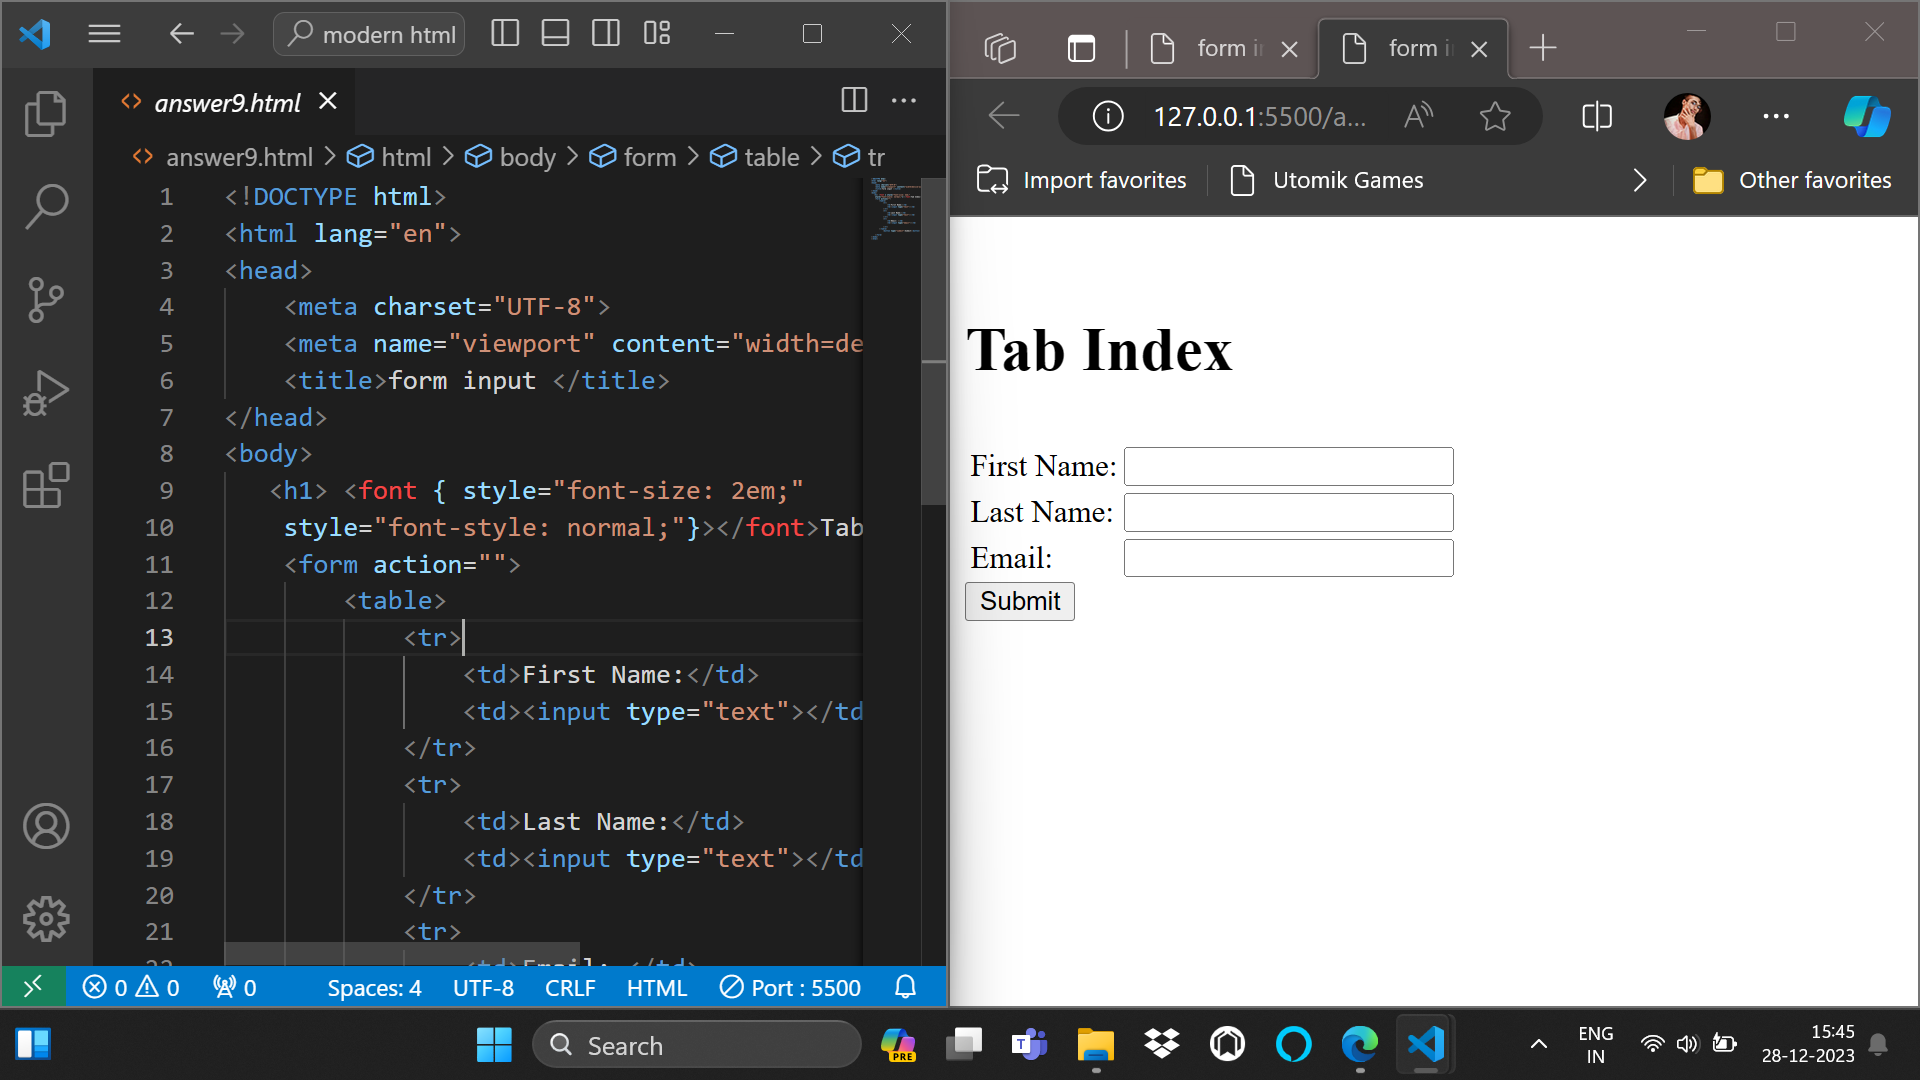 modern html
answer9.html
answer9.html > html > body > form > table > tr
1 <!DOCTYPE html>
2 <html lang="en">
3 <head>
4 <meta charset="UTF-8">
5 <meta name="viewport" content="width=de
6 <title>form input </title>
7 </head>
8 <body>
9 <h1> <font { style="font-size: 2em;"
10 style="font-style: normal;"}></font>Tab
11 <form action="">
12 <table>
13 <tr>
14 <td>First Name:</td>
15 <td><input type="text"></td
16 </tr>
17 <tr>
18 <td>Last Name:</td>
19 <td><input type="text"></td
20 </tr>
21 <tr>
22 <td>Email: </td>
0 0 0 Spaces: 4 UTF-8 CRLF HTML Port : 5500
form i form i
127.0.0.1:5500/a...
Import favorites Utomik Games Other favorites
Tab Index
First Name:
Last Name:
Email:
Submit
Search
PRE
T
ENG
IN
15:45
28-12-2023